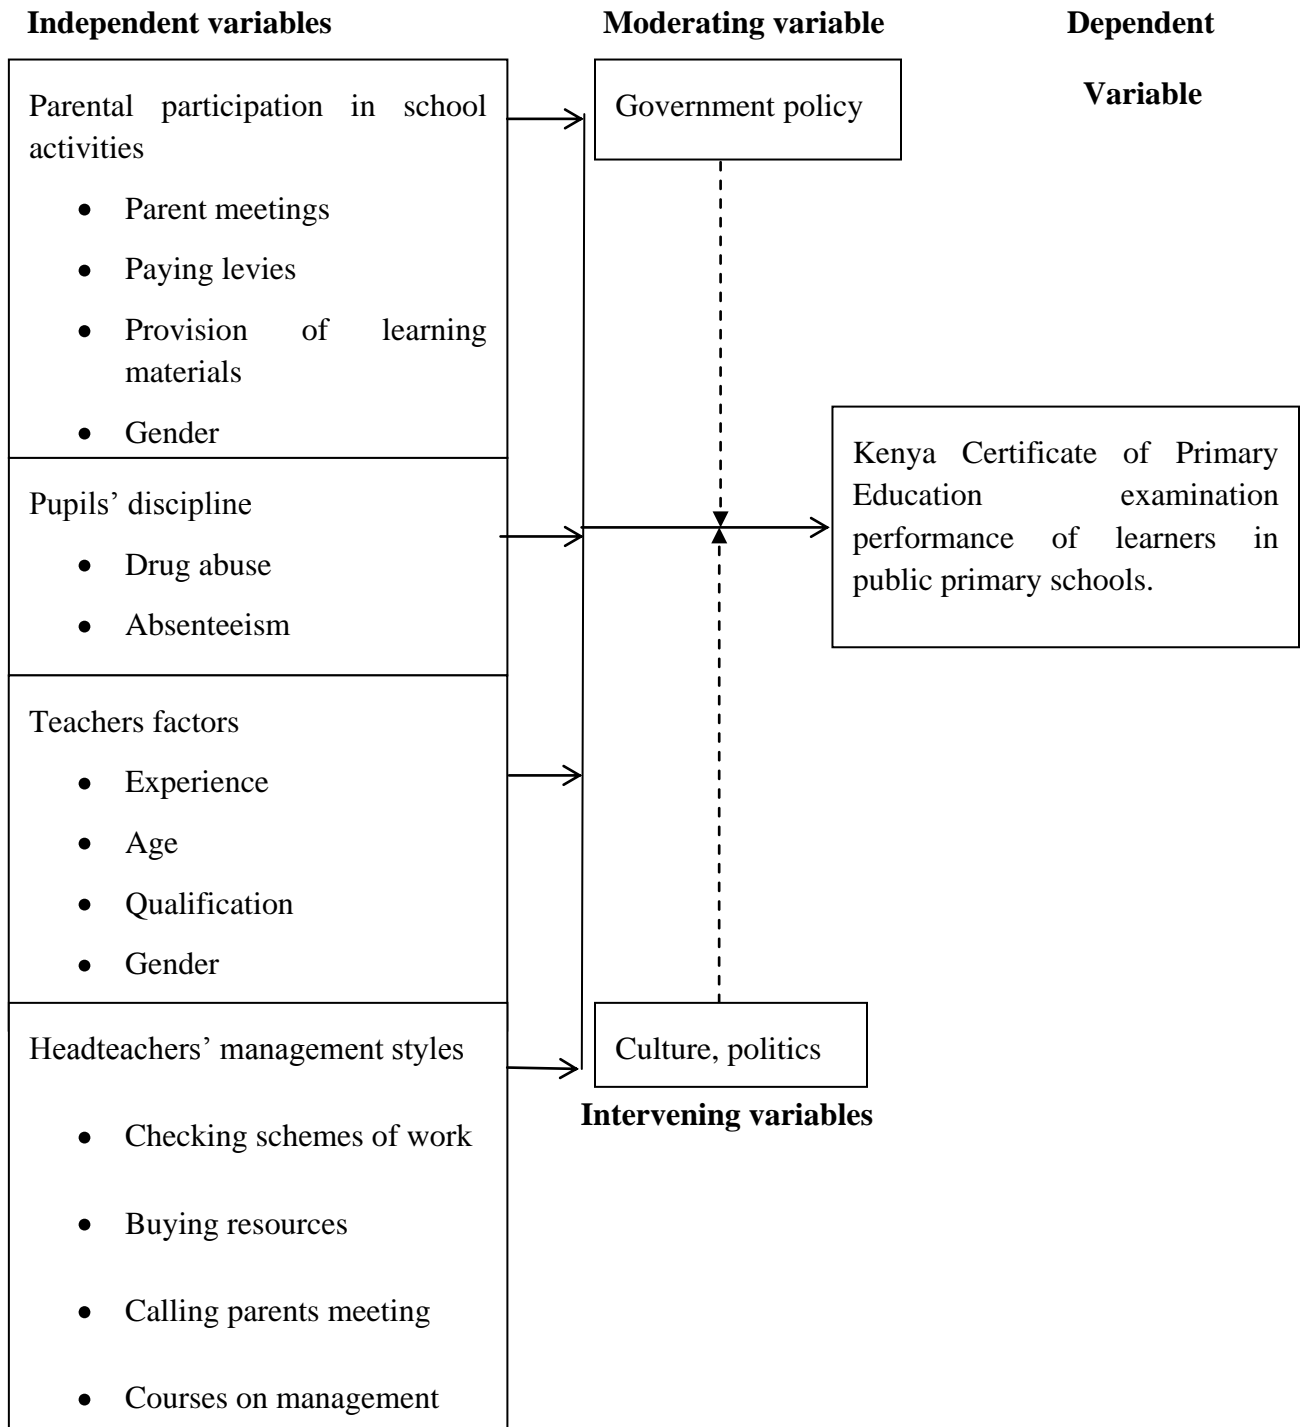 Independent variables
Parental participation in school
activities
• Parent meetings
• Paying levies
• Provision of learning
materials
• Gender
Pupils’ discipline
• Drug abuse
• Absenteeism
Teachers factors
• Experience
• Age
• Qualification
• Gender
Headteachers’ management styles
• Checking schemes of work
• Buying resources
• Calling parents meeting
• Courses on management
Moderating variable
Government policy
Culture, politics
Intervening variables
Dependent
Variable
Kenya Certificate of Primary
Education examination
performance of learners in
public primary schools.